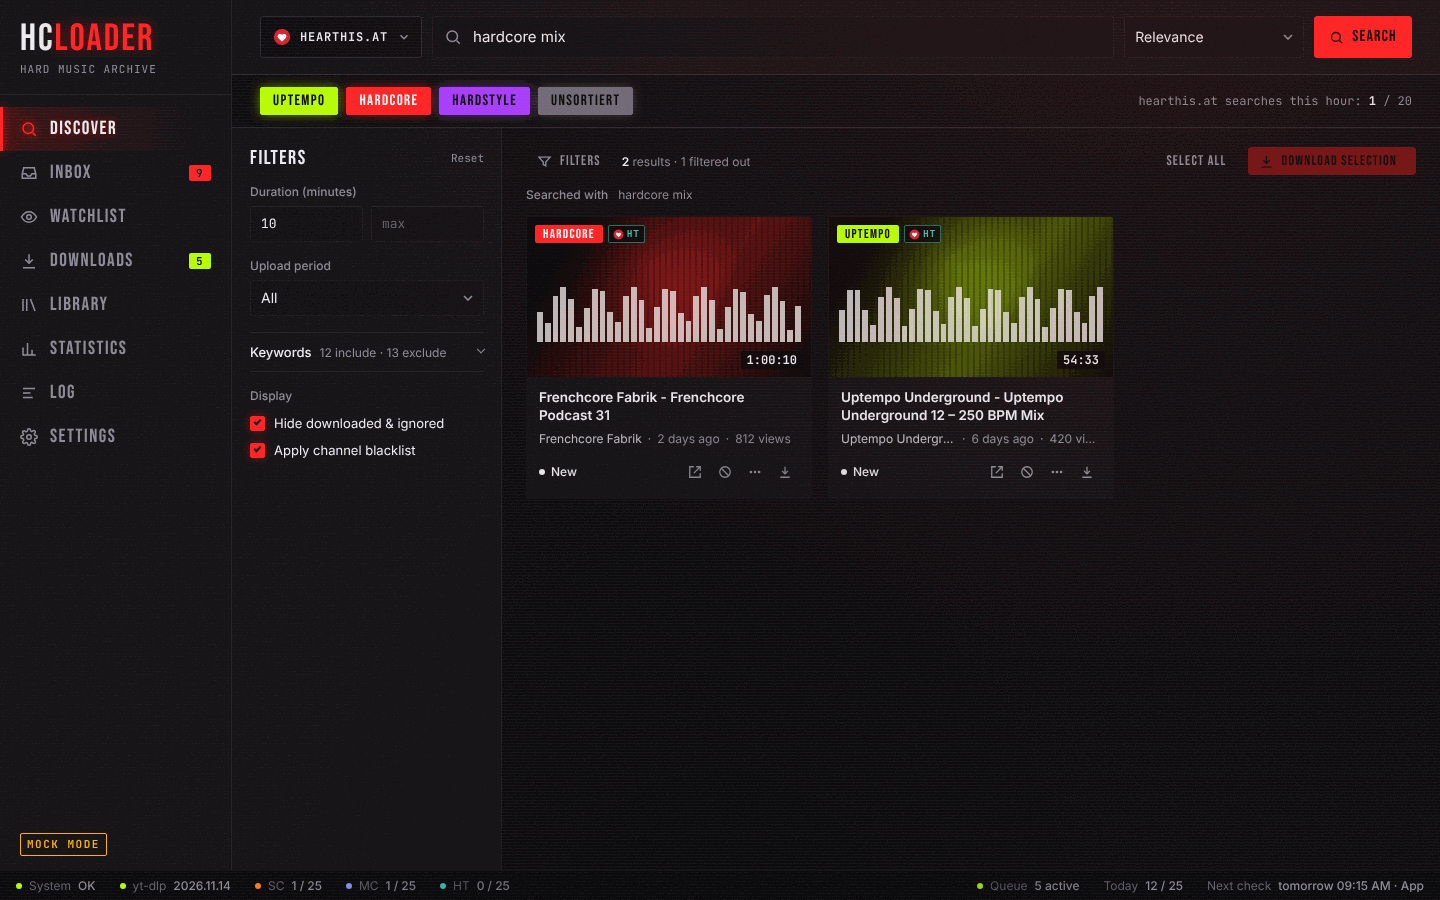 HCLOADER
HARD MUSIC ARCHIVE
DISCOVER
INBOX 9
WATCHLIST
DOWNLOADS 5
LIBRARY
STATISTICS
LOG
SETTINGS
MOCK MODE
HEARTHIS.AT
hardcore mix
Relevance
SEARCH
UPTEMPO HARDCORE HARDSTYLE UNSORTIERT
hearthis.at searches this hour: 1 / 20
FILTERS Reset
Duration (minutes)
10 max
Upload period
All
Keywords 12 include · 13 exclude
Display
Hide downloaded & ignored
Apply channel blacklist
FILTERS 2 results · 1 filtered out
SELECT ALL DOWNLOAD SELECTION
Searched with hardcore mix
HARDCORE HT
1:00:10
Frenchcore Fabrik - Frenchcore
Podcast 31
Frenchcore Fabrik · 2 days ago · 812 views
New
UPTEMPO HT
54:33
Uptempo Underground - Uptempo
Underground 12 – 250 BPM Mix
Uptempo Undergr... · 6 days ago · 420 vi...
New
System OK yt-dlp 2026.11.14 SC 1 / 25 MC 1 / 25 HT 0 / 25 Queue 5 active Today 12 / 25 Next check tomorrow 09:15 AM · App